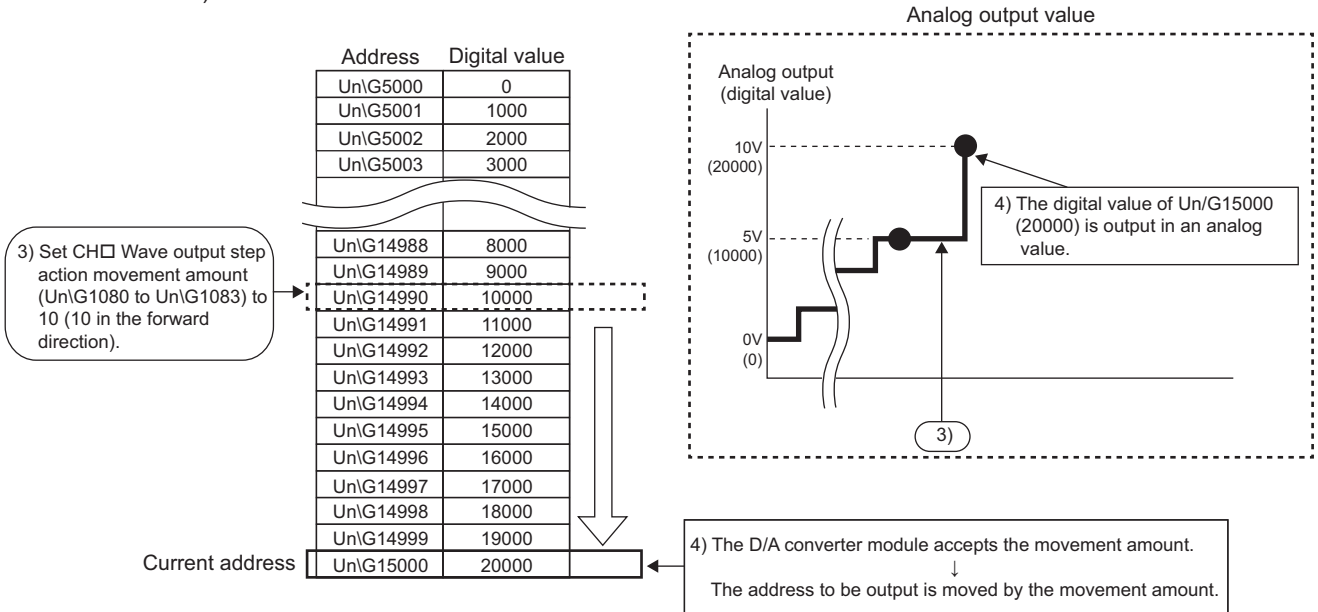 Analog output value
Address Digital value
Un\G5000 0
Un\G5001 1000
Un\G5002 2000
Un\G5003 3000
Un\G14988 8000
Un\G14989 9000
Un\G14990 10000
Un\G14991 11000
Un\G14992 12000
Un\G14993 13000
Un\G14994 14000
Un\G14995 15000
Un\G14996 16000
Un\G14997 17000
Un\G14998 18000
Un\G14999 19000
Current address Un\G15000 20000
3) Set CH□ Wave output step
action movement amount
(Un\G1080 to Un\G1083) to
10 (10 in the forward
direction).
Analog output
(digital value)
10V
(20000)
5V
(10000)
0V
(0)
4) The digital value of Un/G15000
(20000) is output in an analog
value.
3)
4) The D/A converter module accepts the movement amount.
↓
The address to be output is moved by the movement amount.